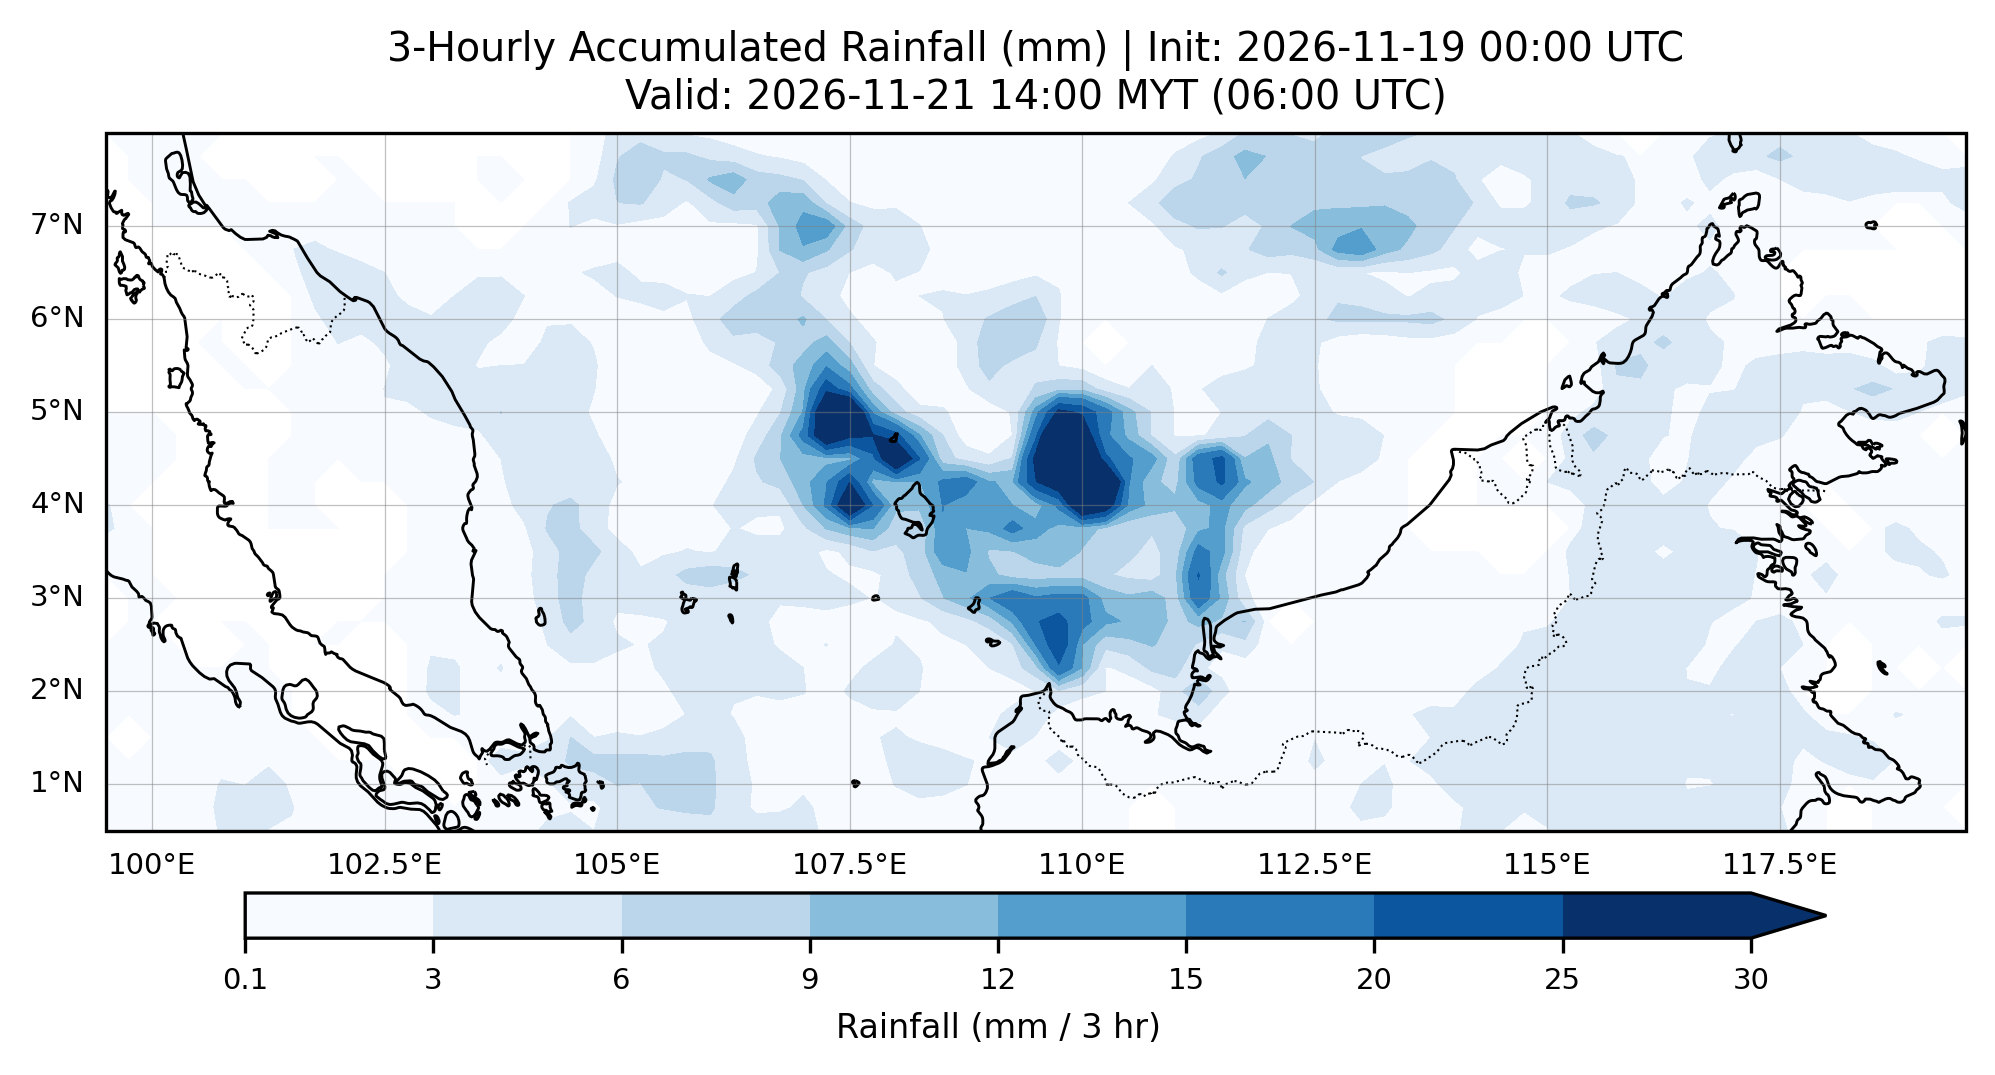 3-Hourly Accumulated Rainfall (mm) | Init: 2026-11-19 00:00 UTC
Valid: 2026-11-21 14:00 MYT (06:00 UTC)
7°N
6°N
5°N
4°N
3°N
2°N
1°N
100°E 102.5°E 105°E 107.5°E 110°E 112.5°E 115°E 117.5°E
0.1 3 6 9 12 15 20 25 30
Rainfall (mm / 3 hr)